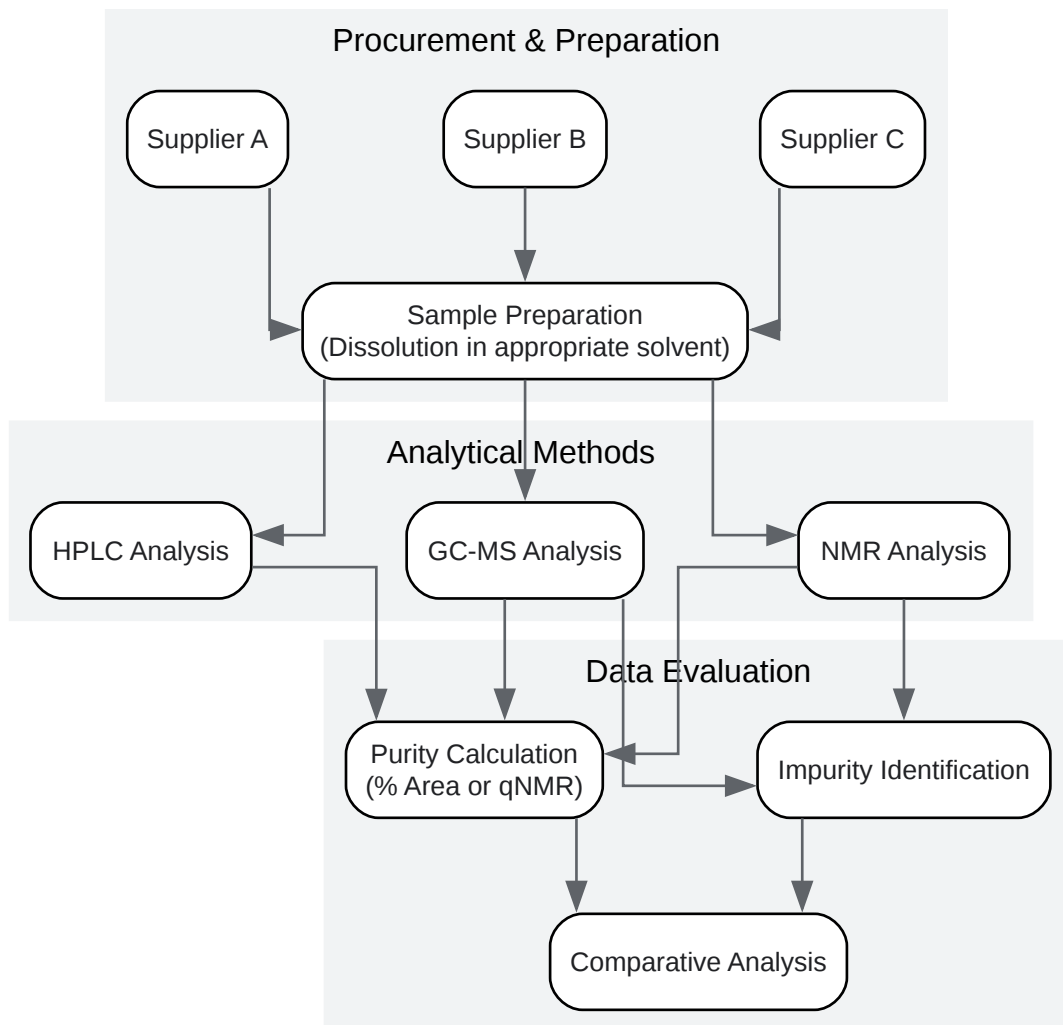 Procurement & Preparation
Supplier A
Supplier B
Supplier C
Sample Preparation
(Dissolution in appropriate solvent)
Analytical Methods
HPLC Analysis
GC-MS Analysis
NMR Analysis
Data Evaluation
Purity Calculation
(% Area or qNMR)
Impurity Identification
Comparative Analysis